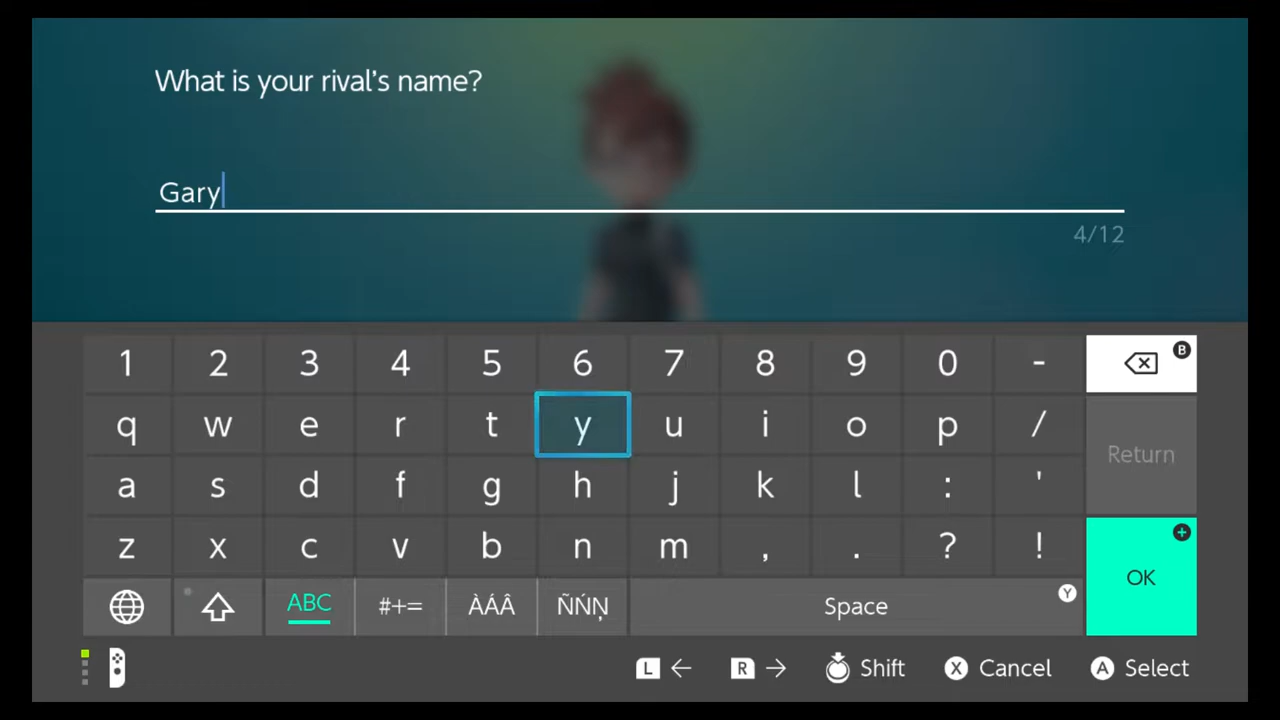 What is your rival's name?
Gary
4/12
1 2 3 4 5 6 7 8 9 0 - B
q w e r t y u i o p /
Return
a s d f g h j k l : '
z x c v b n m , . ? ! + OK
ABC #+= ÀÁÂ ÑŃŅ Space Y
L ← R → Shift X Cancel A Select